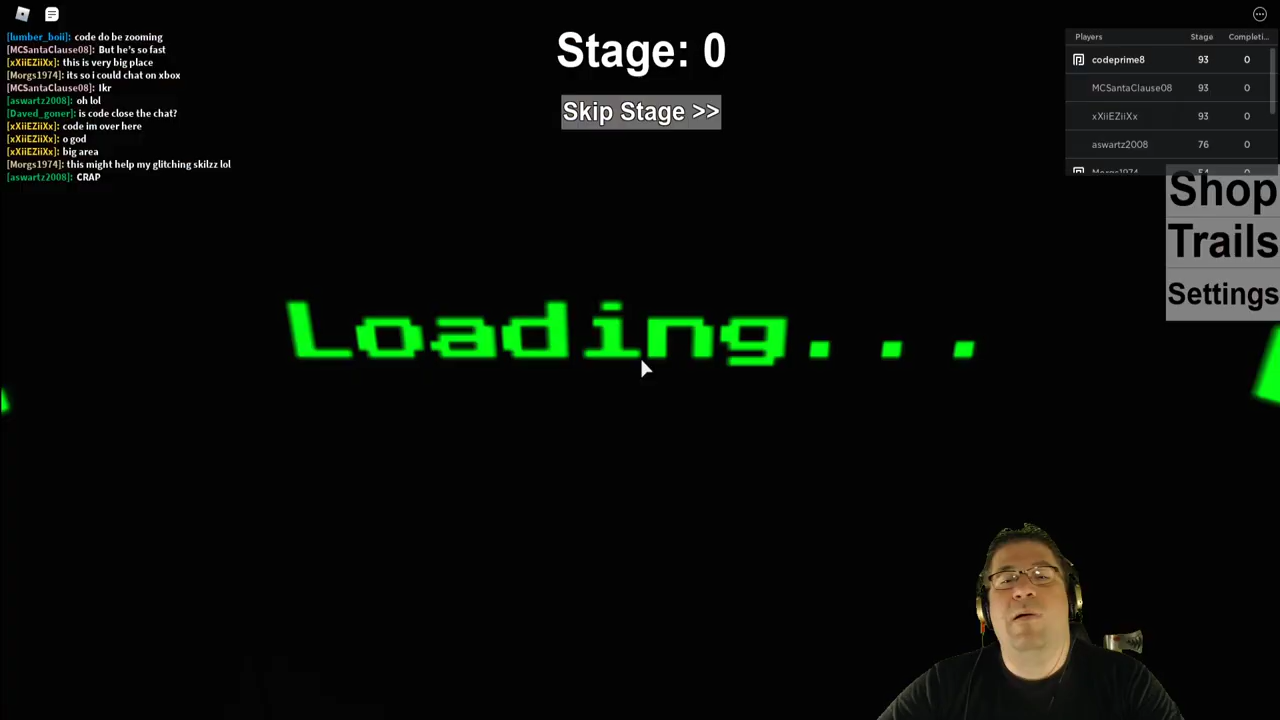 [lumber_boii]: code do be zooming
[MCSantaClause08]: But he's so fast
[xXiiEZiiXx]: this is very big place
[Morgs1974]: its so i could chat on xbox
[MCSantaClause08]: Ikr
[aswartz2008]: oh lol
[Daved_goner]: is code close the chat?
[xXiiEZiiXx]: code im over here
[xXiiEZiiXx]: o god
[xXiiEZiiXx]: big area
[Morgs1974]: this might help my glitching skilzz lol
[aswartz2008]: CRAP
Stage: 0
Skip Stage >>
Players Stage Completi...
codeprime8 93 0
MCSantaClause08 93 0
xXiiEZiiXx 93 0
aswartz2008 76 0
Morgs1974 54 0
Shop
Trails
Settings
Loading...